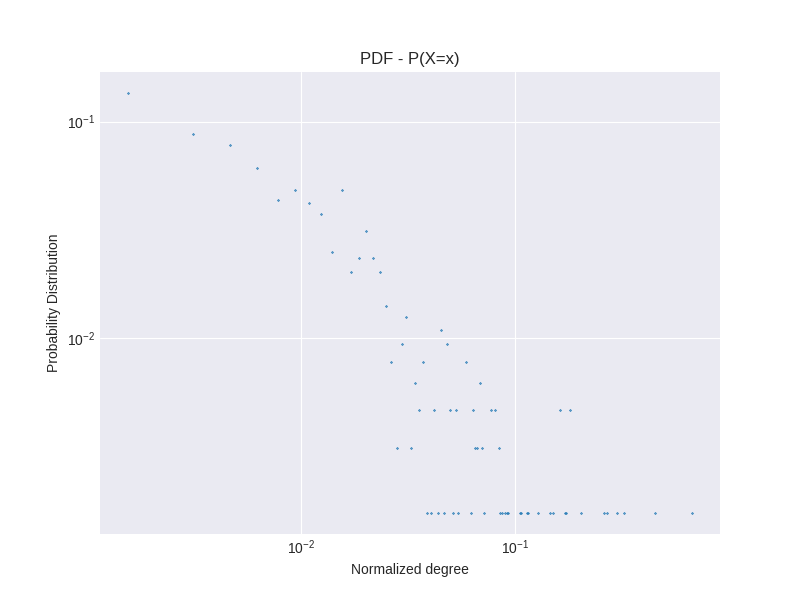 PDF - P(X=x)
10⁻¹
10⁻²
Probability Distribution
10⁻²
10⁻¹
Normalized degree